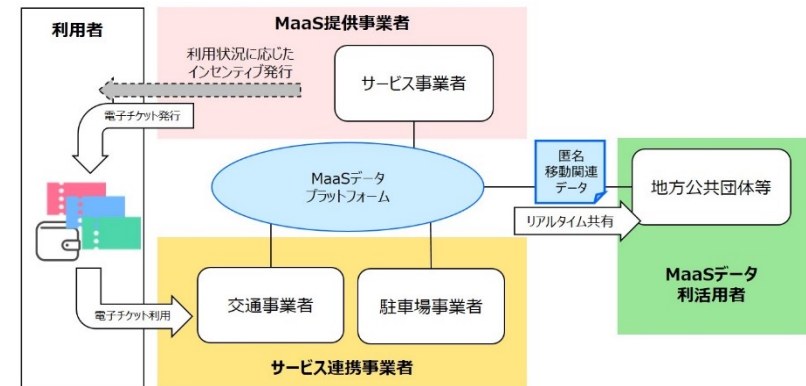 利用者
MaaS提供事業者
利用状況に応じた
インセンティブ発行
サービス事業者
電子チケット発行
匿名
移動関連
データ
地方公共団体等
MaaSデータ
プラットフォーム
リアルタイム共有
MaaSデータ
利活用者
電子チケット利用
交通事業者
駐車場事業者
サービス連携事業者